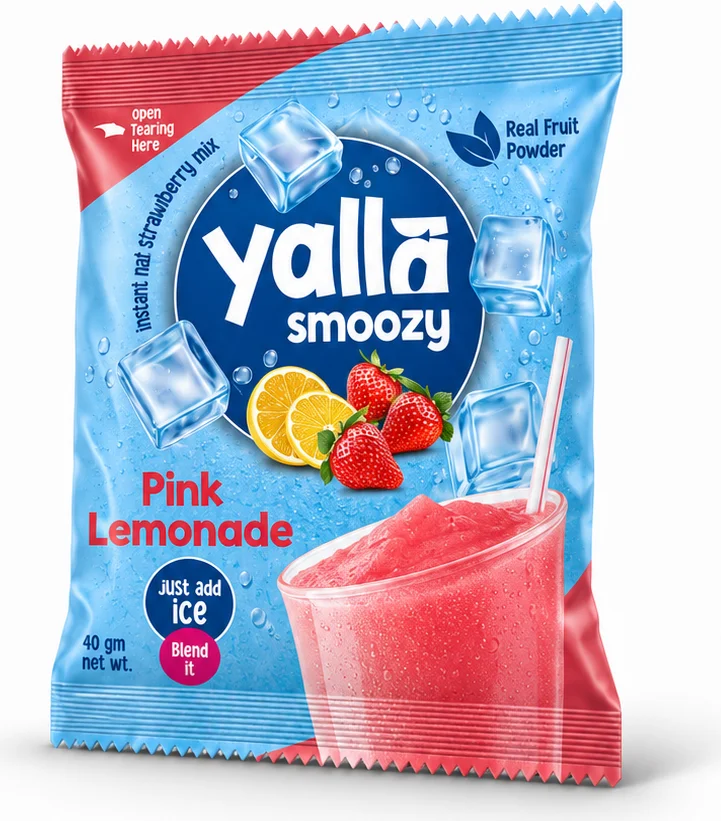 open
Tearing
Here
Real Fruit
Powder
instant nat strawlberry mix
yallā
smoozy
Pink
Lemonade
just add
ice
Blend
it
40 gm
net wt.